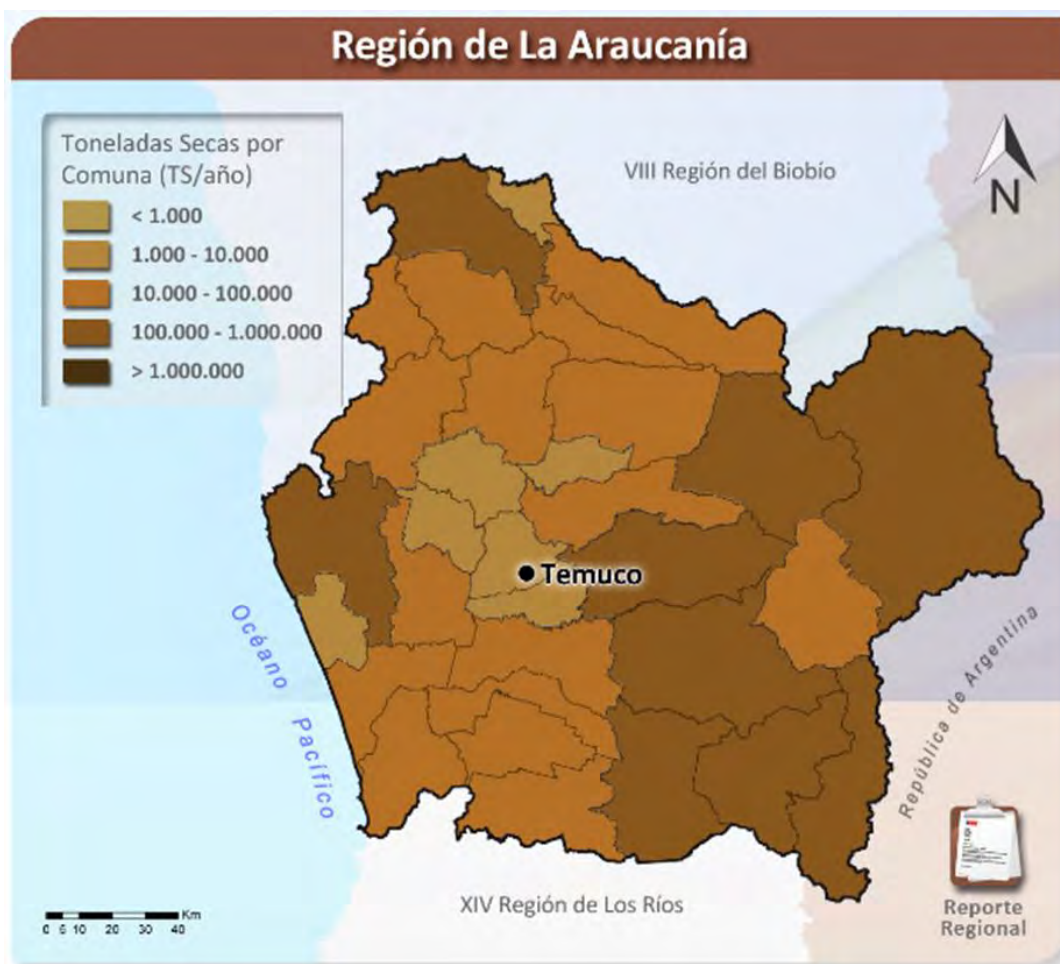 Región de La Araucanía
Toneladas Secas por
Comuna (TS/año)
< 1.000
1.000 - 10.000
10.000 - 100.000
100.000 - 1.000.000
> 1.000.000
VIII Región del Biobío
N
Temuco
Océano Pacífico
República de Argentina
XIV Región de Los Ríos
Km
0 5 10 20 30 40
Reporte
Regional